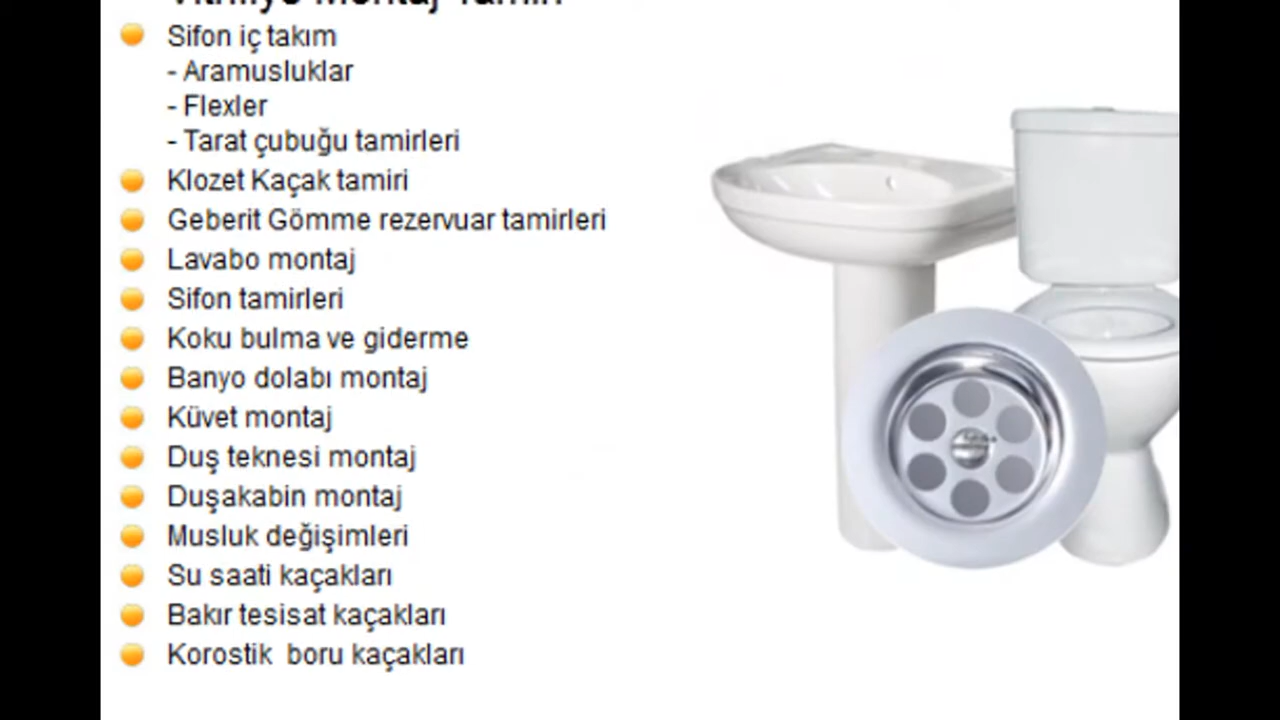 Montaj Tamiri
Sifon iç takım
- Aramusluklar
- Flexler
- Tarat çubuğu tamirleri
Klozet Kaçak tamiri
Geberit Gömme rezervuar tamirleri
Lavabo montaj
Sifon tamirleri
Koku bulma ve giderme
Banyo dolabı montaj
Küvet montaj
Duş teknesi montaj
Duşakabin montaj
Musluk değişimleri
Su saati kaçakları
Bakır tesisat kaçakları
Korostik boru kaçakları